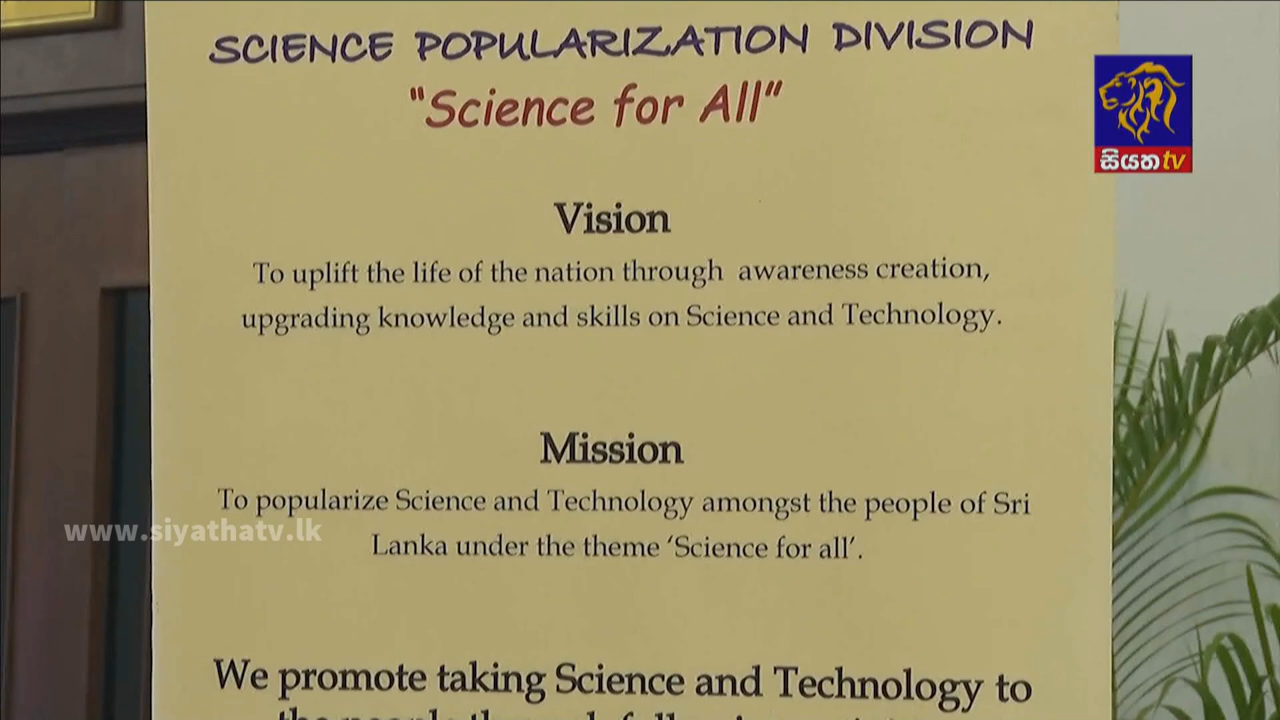 SCIENCE POPULARIZATION DIVISION
"Science for All"
සියත tv
Vision
To uplift the life of the nation through awareness creation,
upgrading knowledge and skills on Science and Technology.
Mission
To popularize Science and Technology amongst the people of Sri
Lanka under the theme ‘Science for all’.
www.siyathatv.lk
We promote taking Science and Technology to